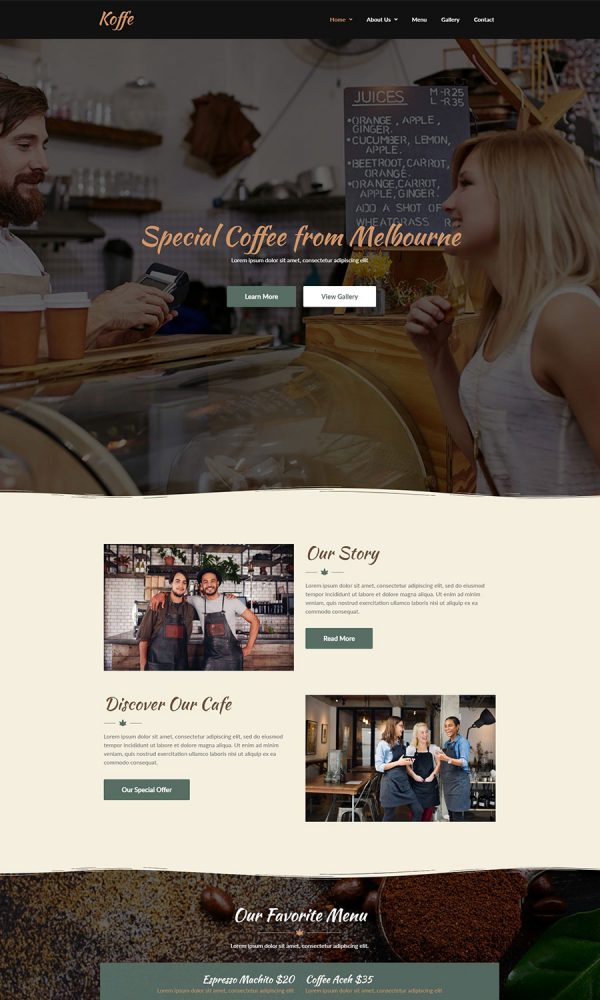 Koffe
Home About Us Menu Gallery Contact
JUICES M-R25
L-R35
•ORANGE, APPLE,
GINGER.
•CUCUMBER, LEMON,
APPLE.
•BEETROOT, CARROT,
ORANGE.
•ORANGE, CARROT,
APPLE, GINGER.
ADD A SHOT OF
WHEATGRASS
Special Coffee from Melbourne
Lorem ipsum dolor sit amet, consectetur adipiscing elit
Learn More View Gallery
Our Story
Lorem ipsum dolor sit amet, consectetur adipiscing elit, sed do eiusmod
tempor incididunt ut labore et dolore magna aliqua. Ut enim ad minim
veniam, quis nostrud exercitation ullamco laboris nisi ut aliquip ex ea
commodo consequat.
Read More
Discover Our Cafe
Lorem ipsum dolor sit amet, consectetur adipiscing elit, sed do eiusmod
tempor incididunt ut labore et dolore magna aliqua. Ut enim ad minim
veniam, quis nostrud exercitation ullamco laboris nisi ut aliquip ex ea
commodo consequat.
Our Special Offer
Our Favorite Menu
Lorem ipsum dolor sit amet, consectetur adipiscing elit.
Espresso Machito $20 Coffee Aceh $35
Lorem ipsum dolor sit amet, consectetur adipiscing elit Lorem ipsum dolor sit amet, consectetur adipiscing elit